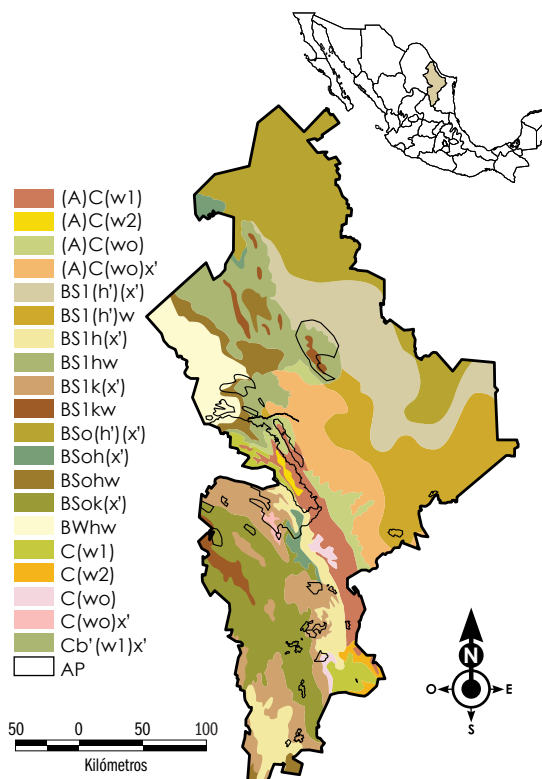 (A)C(w1)
(A)C(w2)
(A)C(wo)
(A)C(wo)x'
BS1(h')(x')
BS1(h')w
BS1h(x')
BS1hw
BS1k(x')
BS1kw
BSo(h')(x')
BSoh(x')
BSohw
BSok(x')
BWhw
C(w1)
C(w2)
C(wo)
C(wo)x'
Cb'(w1)x'
AP
50 0 50 100
Kilómetros
N
O E
S